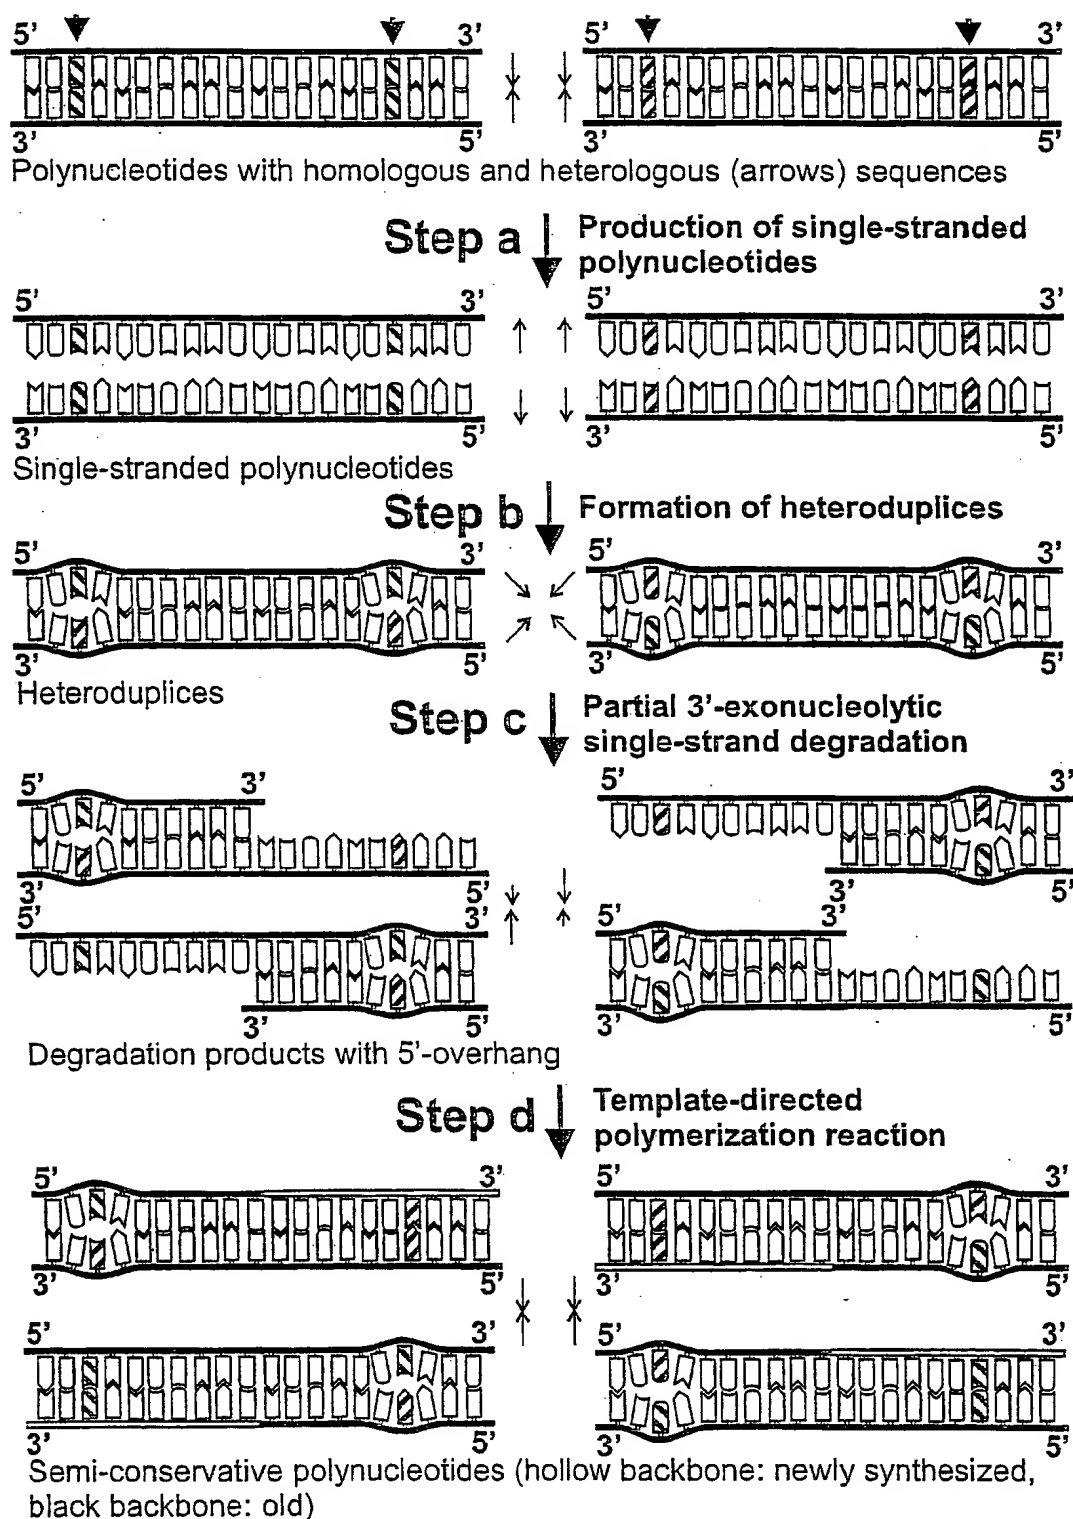 5' 3' 5' 3'
3' 5' 3' 5'
Polynucleotides with homologous and heterologous (arrows) sequences
Step a
Production of single-stranded
polynucleotides
5' 3' 5' 3'
3' 5' 3' 5'
Single-stranded polynucleotides
Step b
Formation of heteroduplices
5' 3' 5' 3'
3' 5' 3' 5'
Heteroduplices
Step c
Partial 3'-exonucleolytic
single-strand degradation
5' 3' 5' 3'
3' 5' 3' 5'
5' 3' 5' 3'
3' 5' 3' 5'
Degradation products with 5'-overhang
Step d
Template-directed
polymerization reaction
5' 3' 5' 3'
3' 5' 3' 5'
5' 3' 5' 3'
3' 5' 3' 5'
Semi-conservative polynucleotides (hollow backbone: newly synthesized,
black backbone: old)